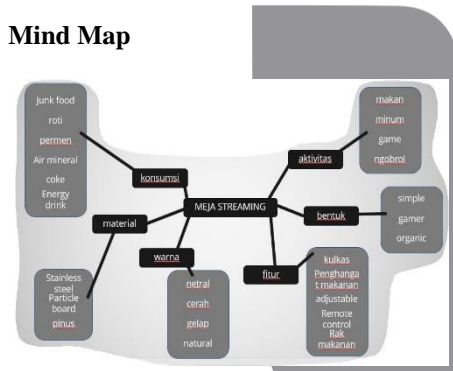 Mind Map
Junk food
roti
permen
Air mineral
coke
Energy
drink
konsumsi
makan
minum
game
ngobrol
aktivitas
MEJA STREAMING
material
bentuk
simple
gamer
organic
warna
fitur
Stainless
steel
Particle
board
pinus
netral
cerah
gelap
natural
kulkas
Penghanga
t makanan
adjustable
Remote
control
Rak
makanan